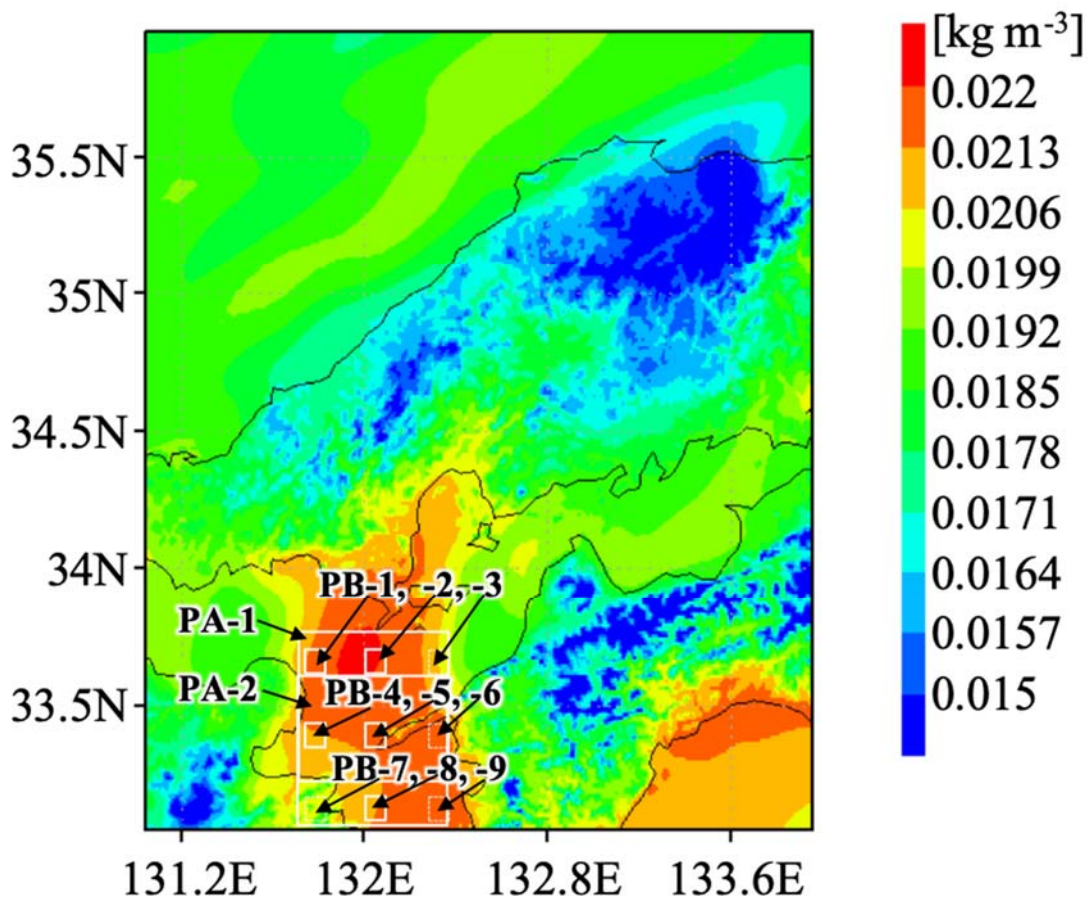 [kg m-3]
0.022
0.0213
0.0206
0.0199
0.0192
0.0185
0.0178
0.0171
0.0164
0.0157
0.015
35.5N
35N
34.5N
34N
33.5N
PB-1, -2, -3
PA-1
PA-2
PB-4, -5, -6
PB-7, -8, -9
131.2E 132E 132.8E 133.6E